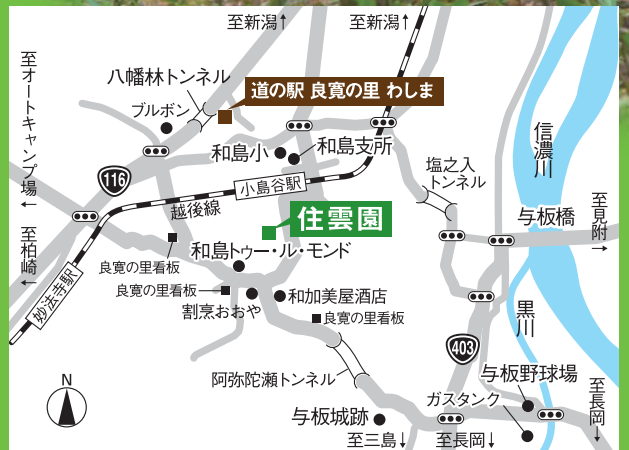 至新潟↑
至新潟↑
至オートキャンプ場↓
八幡林トンネル
道の駅 良寛の里 わしま
ブルボン
和島小
和島支所
信濃川
塩之入
トンネル
116
小島谷駅
越後線
住雲園
与板橋
至見附→
至柏崎↓
良寛の里看板
和島トゥー・ル・モンド
妙法寺駅
良寛の里看板
割烹おおや
和加美屋酒店
良寛の里看板
黒川
403
N
阿弥陀瀬トンネル
与板野球場
ガスタンク
与板城跡
至三島↓
至長岡↓
至長岡↓